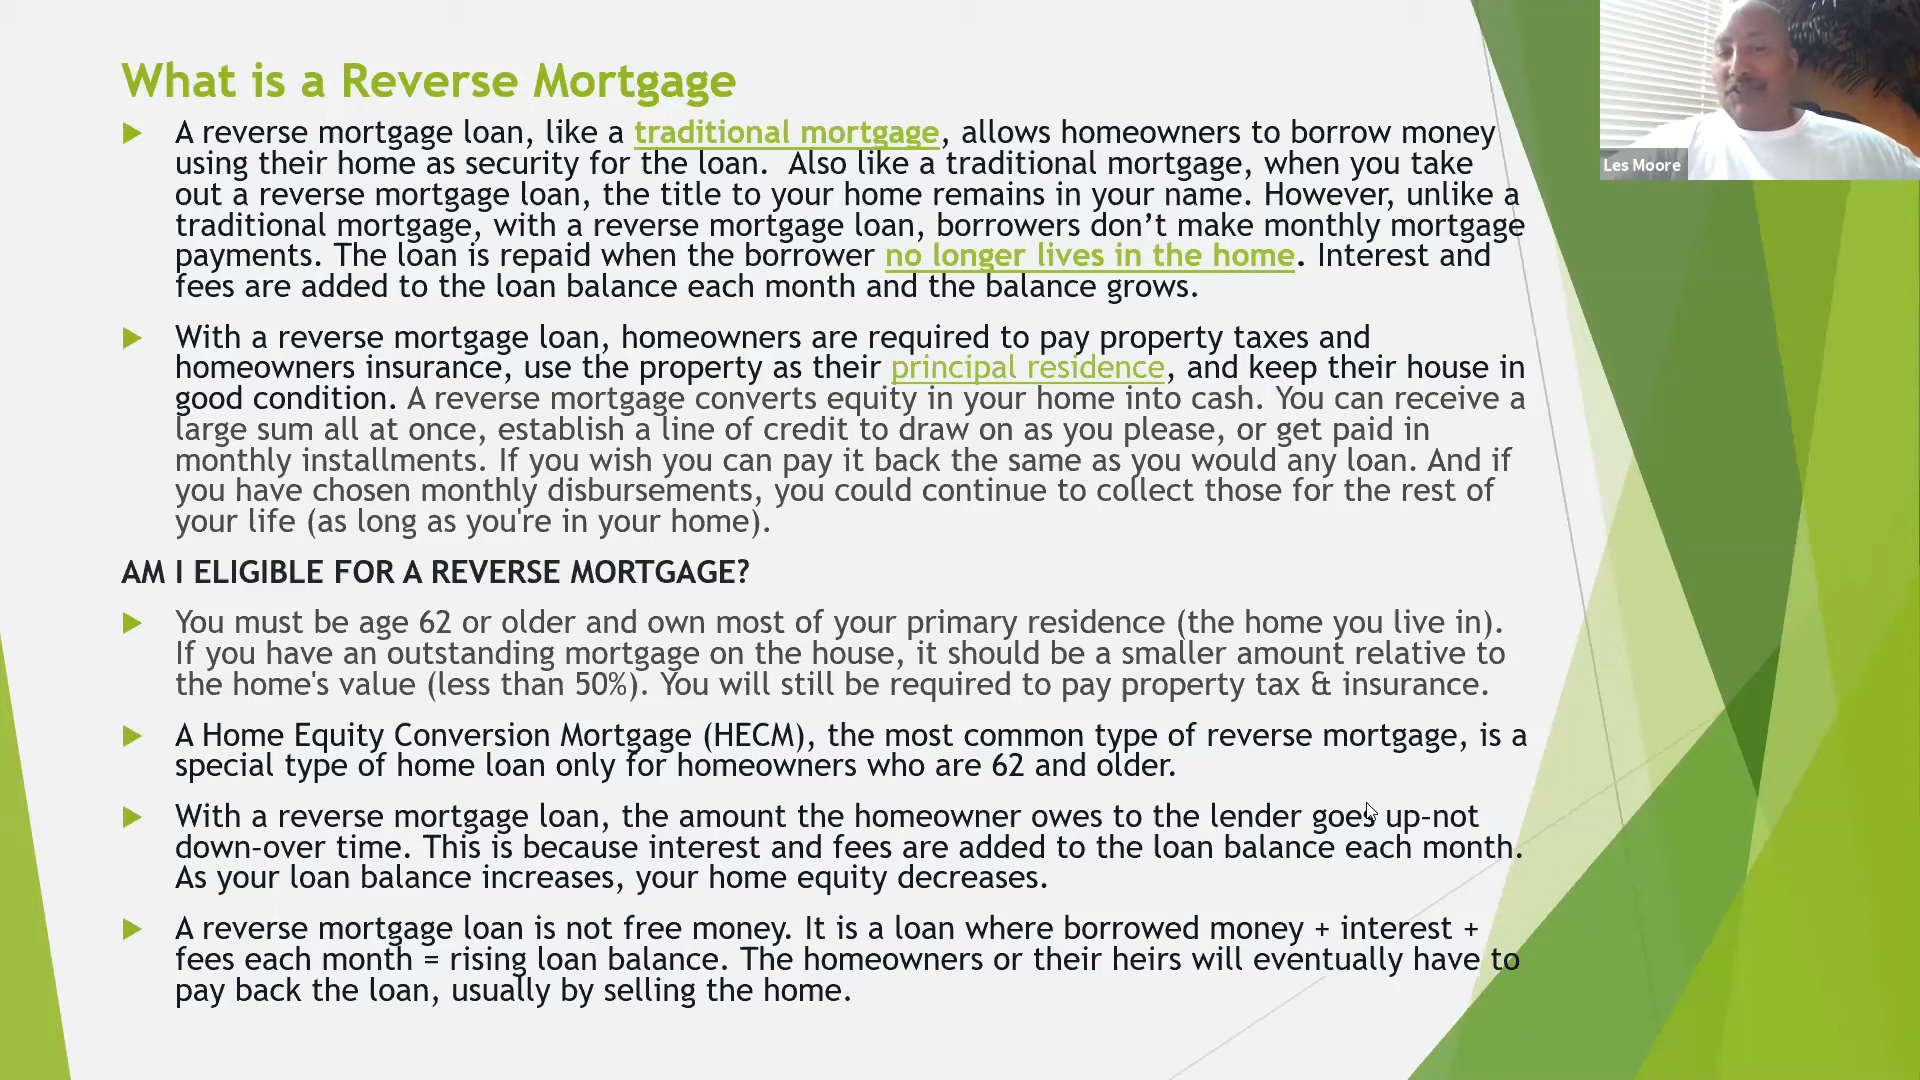 What is a Reverse Mortgage
A reverse mortgage loan, like a traditional mortgage, allows homeowners to borrow money
using their home as security for the loan.  Also like a traditional mortgage, when you take
out a reverse mortgage loan, the title to your home remains in your name. However, unlike a
traditional mortgage, with a reverse mortgage loan, borrowers don’t make monthly mortgage
payments. The loan is repaid when the borrower no longer lives in the home. Interest and
fees are added to the loan balance each month and the balance grows.
With a reverse mortgage loan, homeowners are required to pay property taxes and
homeowners insurance, use the property as their principal residence, and keep their house in
good condition. A reverse mortgage converts equity in your home into cash. You can receive a
large sum all at once, establish a line of credit to draw on as you please, or get paid in
monthly installments. If you wish you can pay it back the same as you would any loan. And if
you have chosen monthly disbursements, you could continue to collect those for the rest of
your life (as long as you're in your home).
AM I ELIGIBLE FOR A REVERSE MORTGAGE?
You must be age 62 or older and own most of your primary residence (the home you live in).
If you have an outstanding mortgage on the house, it should be a smaller amount relative to
the home's value (less than 50%). You will still be required to pay property tax & insurance.
A Home Equity Conversion Mortgage (HECM), the most common type of reverse mortgage, is a
special type of home loan only for homeowners who are 62 and older.
With a reverse mortgage loan, the amount the homeowner owes to the lender goes up-not
down-over time. This is because interest and fees are added to the loan balance each month.
As your loan balance increases, your home equity decreases.
A reverse mortgage loan is not free money. It is a loan where borrowed money + interest +
fees each month = rising loan balance. The homeowners or their heirs will eventually have to
pay back the loan, usually by selling the home.
Les Moore